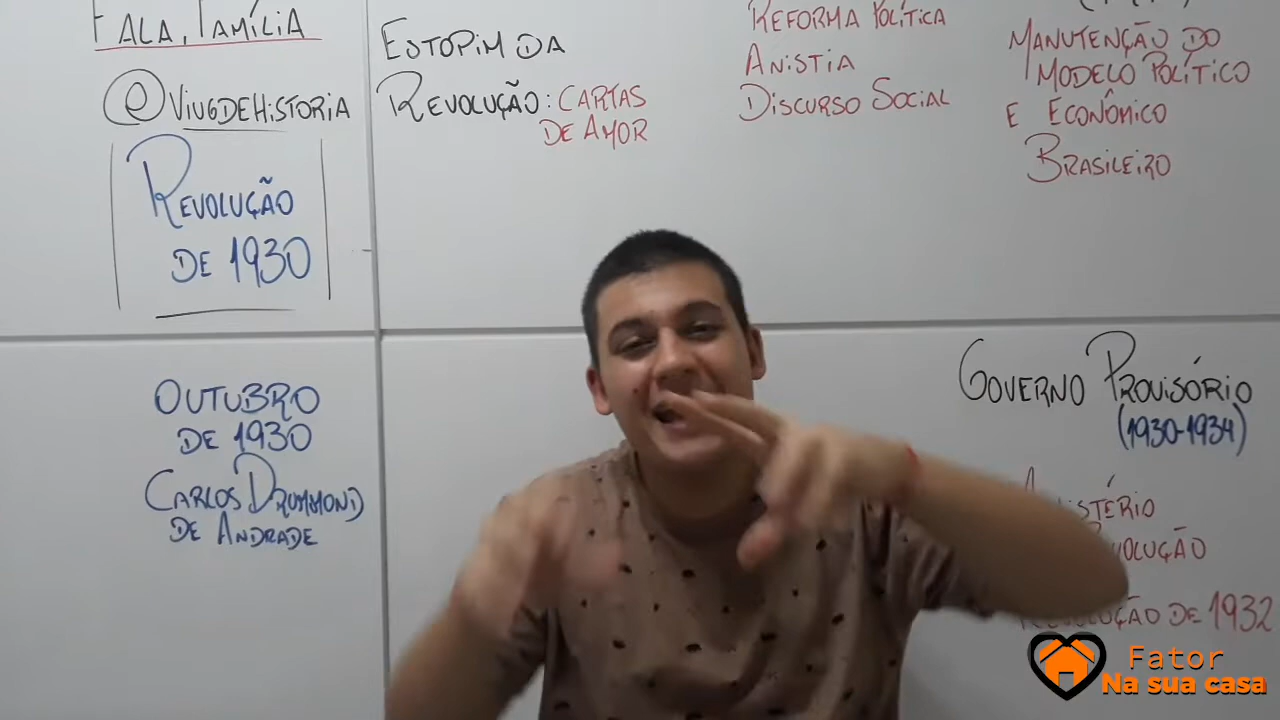 FALA, FAMÍLIA
@VIUGDEHISTORIA
REVOLUÇÃO
DE 1930
OUTUBRO
DE 1930
CARLOS DRUMMOND
DE ANDRADE
ESTOPIM DA
REVOLUÇÃO: CARTAS
DE AMOR
REFORMA POLÍTICA
ANISTIA
DISCURSO SOCIAL
MANUTENÇÃO DO
MODELO POLÍTICO
E ECONÔMICO
BRASILEIRO
GOVERNO PROVISÓRIO
(1930-1934)
DE 1932
Fator
Na sua casa